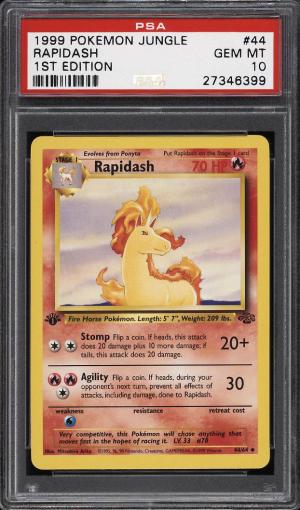 PSA
1999 POKEMON JUNGLE #44
RAPIDASH GEM MT
1ST EDITION 10
27346399
Evolves from Ponyta Put Rapidash on the Stage 1 card
STAGE 1 Rapidash 70 HP
Fire Horse Pokémon. Length: 5' 7", Weight: 209 lbs.
Stomp Flip a coin. If heads, this attack
does 20 damage plus 10 more damage; if
tails, this attack does 20 damage.
20+
Agility Flip a coin. If heads, during your
opponent's next turn, prevent all effects of
attacks, including damage, done to Rapidash.
30
weakness resistance retreat cost
Very competitive, this Pokémon will chase anything that
moves fast in the hopes of racing it. LV. 33 #78
Illus. Mitsuhiro Arita 44/64